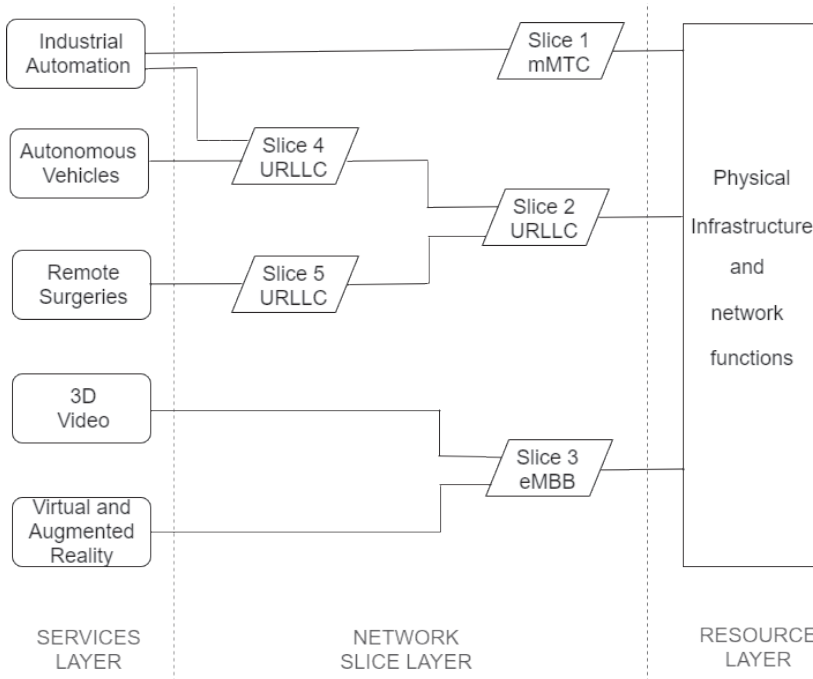 Industrial
Automation
Slice 1
mMTC
Autonomous
Vehicles
Slice 4
URLLC
Slice 2
URLLC
Physical
Infrastructure
and
network
functions
Remote
Surgeries
Slice 5
URLLC
3D
Video
Slice 3
eMBB
Virtual and
Augmented
Reality
SERVICES
LAYER
NETWORK
SLICE LAYER
RESOURCE
LAYER